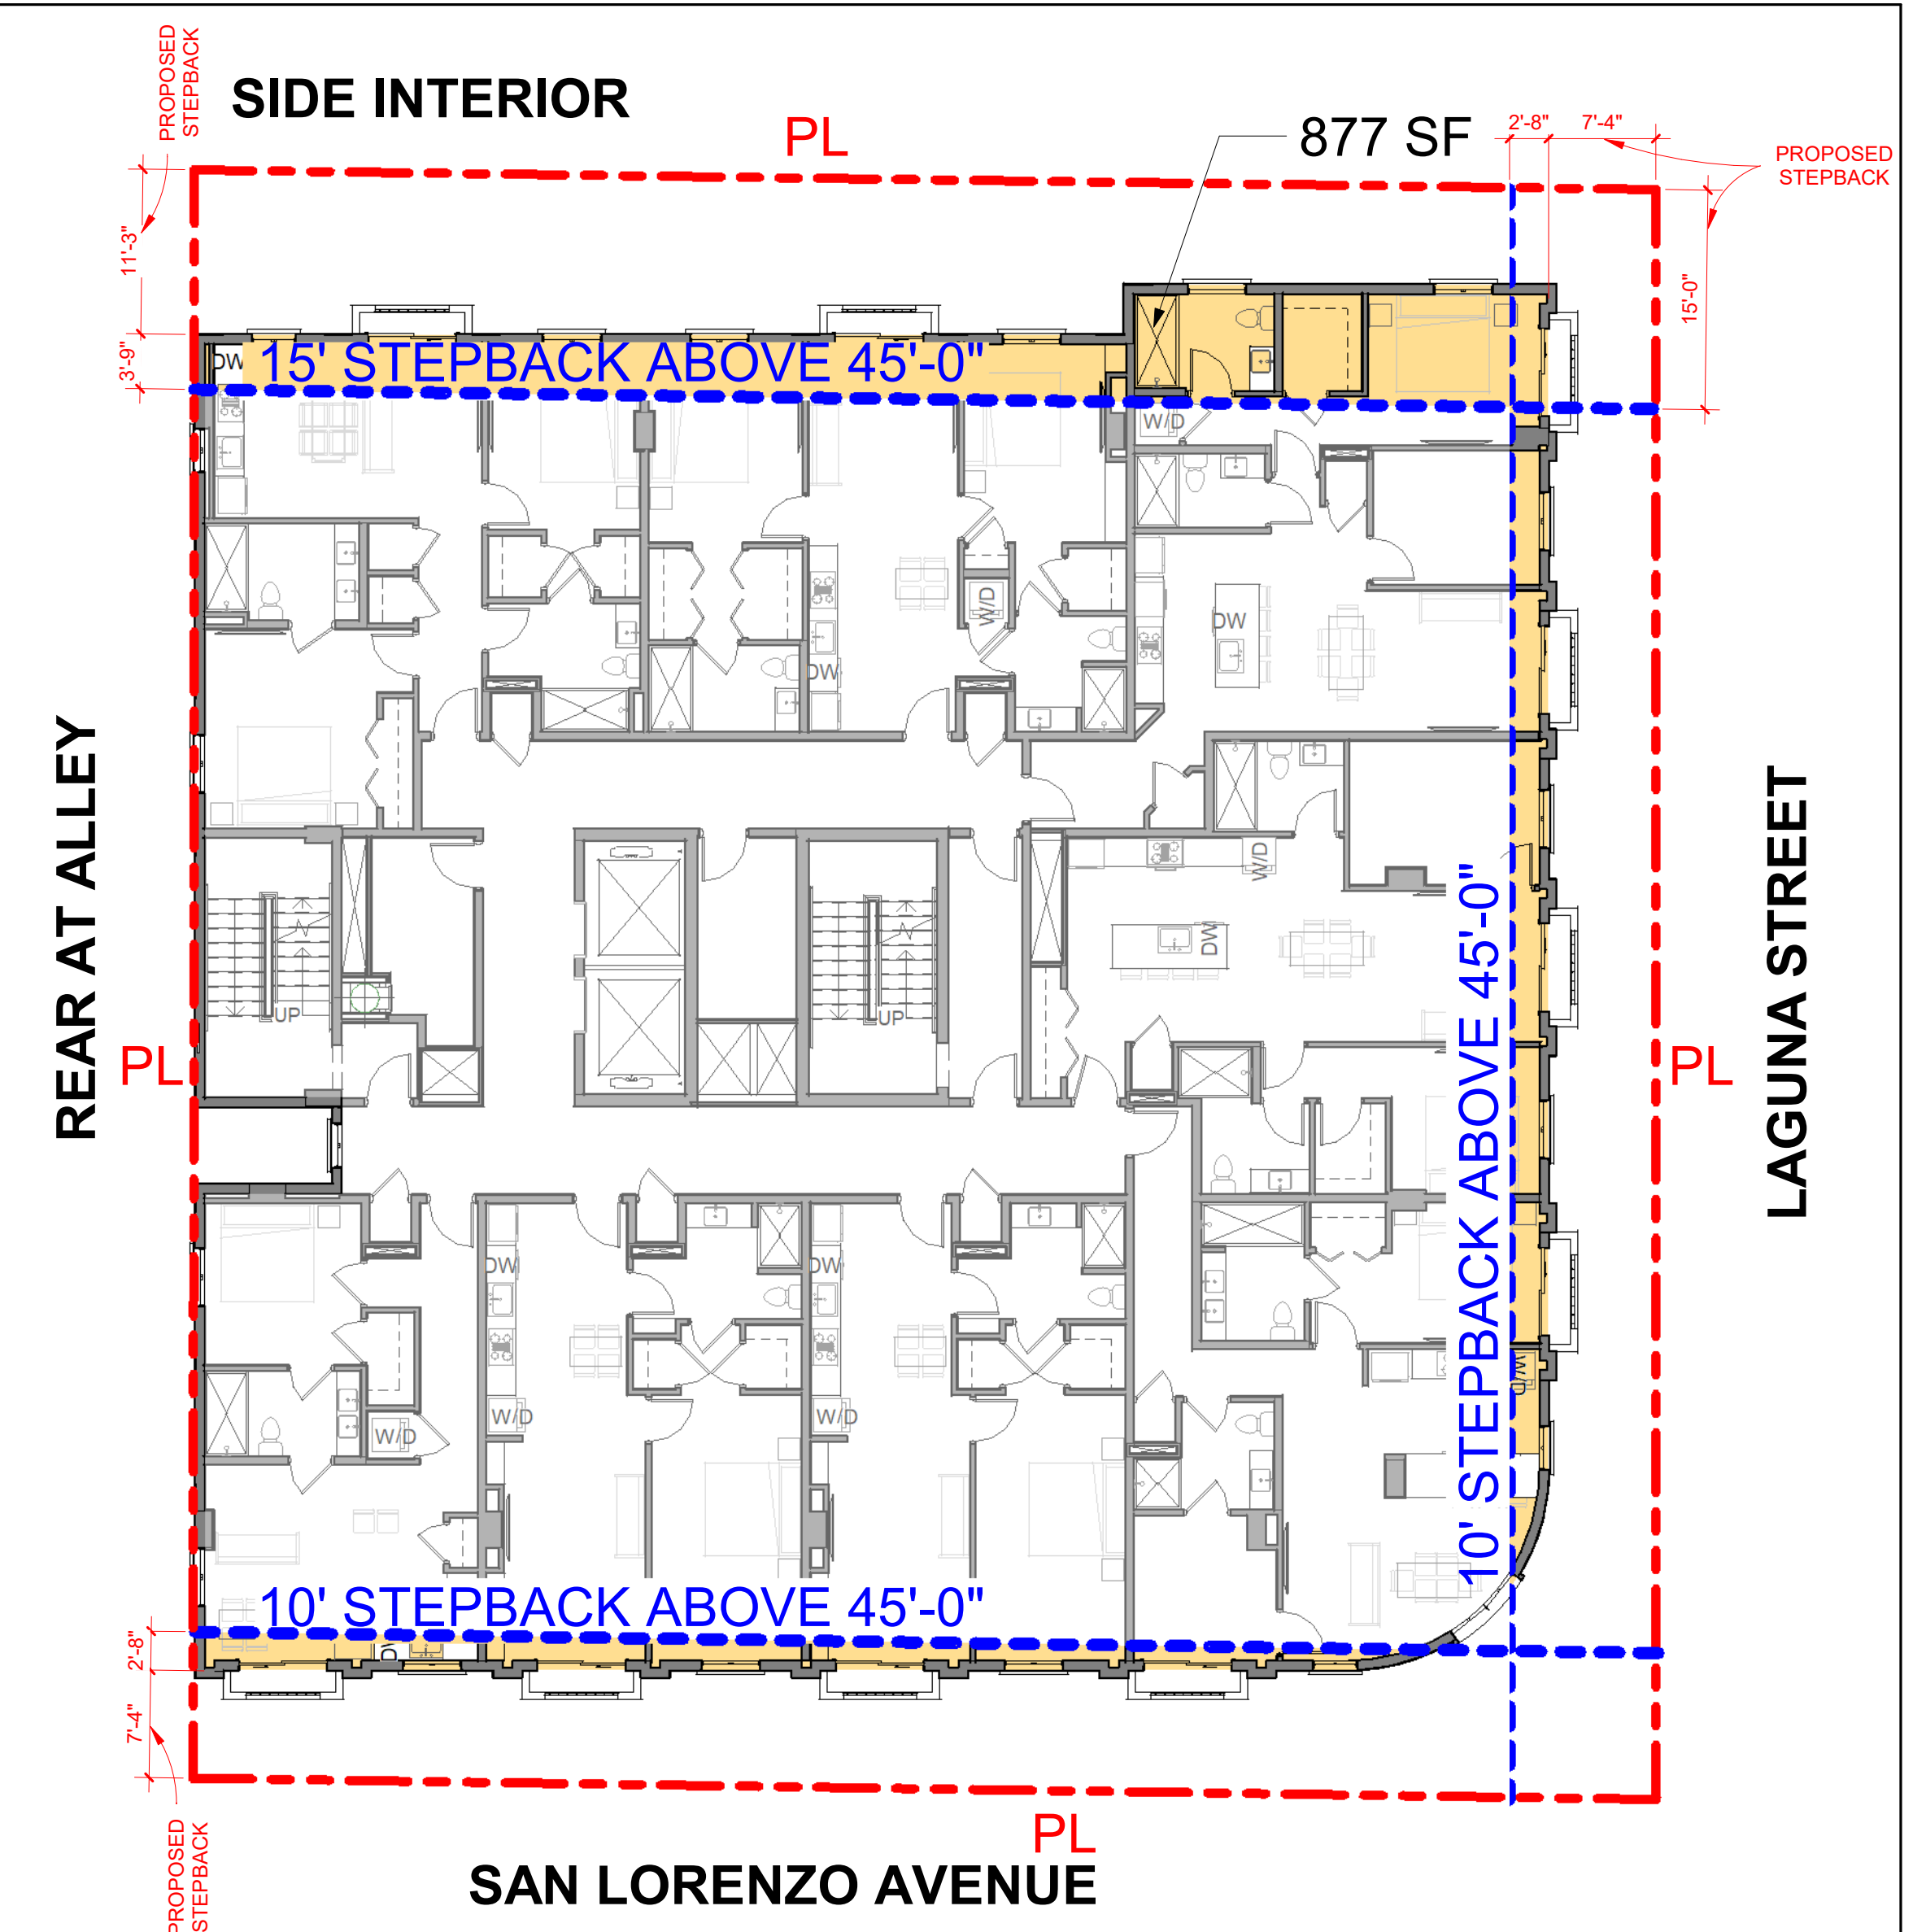 PROPOSED
STEPBACK
SIDE INTERIOR
PL
877 SF
2'-8" 7'-4"
PROPOSED
STEPBACK
11'-3"
3'-9"
15'-0"
DW
15' STEPBACK ABOVE 45'-0"
W/D
W/D
DW
DW
REAR AT ALLEY
LAGUNA STREET
W/D
DW
UP
UP
PL
PL
10' STEPBACK ABOVE 45'-0"
DW
DW
W/D
W/D
W/D
W/D
10' STEPBACK ABOVE 45'-0"
2'-8"
7'-4"
PROPOSED
STEPBACK
PL
SAN LORENZO AVENUE